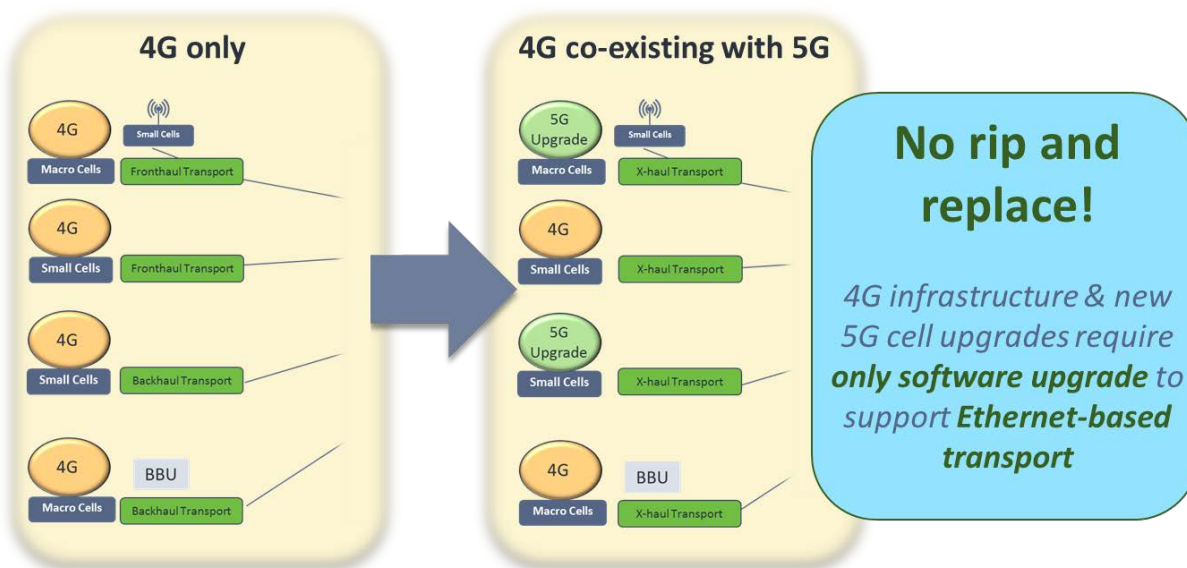 4G only
4G
Small Cells
Macro Cells
Fronthaul Transport
4G
Small Cells
Fronthaul Transport
4G
Small Cells
Backhaul Transport
4G
BBU
Macro Cells
Backhaul Transport
4G co-existing with 5G
5G
Upgrade
Small Cells
Macro Cells
X-haul Transport
4G
Small Cells
X-haul Transport
5G
Upgrade
Small Cells
X-haul Transport
4G
BBU
Macro Cells
X-haul Transport
No rip and
replace!
4G infrastructure & new
5G cell upgrades require
only software upgrade to
support Ethernet-based
transport